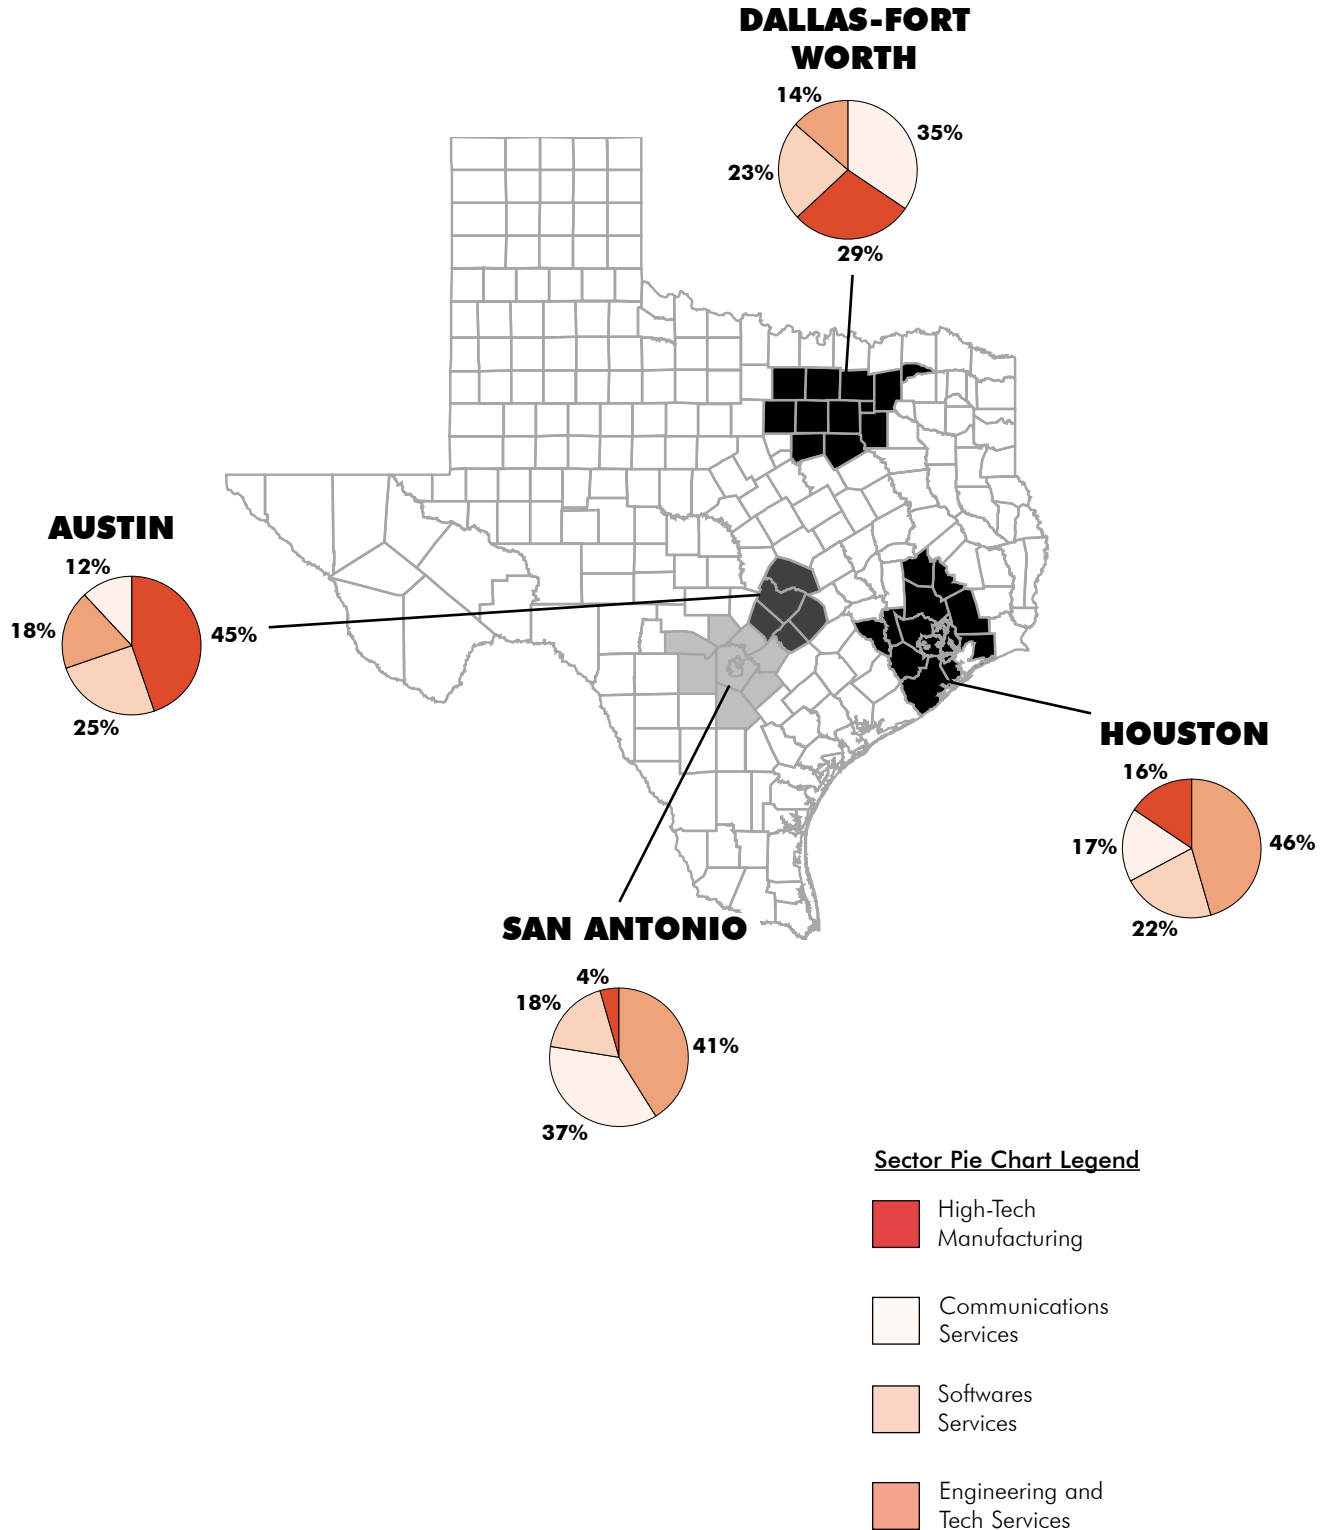 DALLAS-FORT
WORTH
14%
35%
23%
29%
AUSTIN
12%
18%
45%
25%
HOUSTON
16%
17%
46%
22%
SAN ANTONIO
4%
18%
41%
37%
Sector Pie Chart Legend
High-Tech
Manufacturing
Communications
Services
Softwares
Services
Engineering and
Tech Services